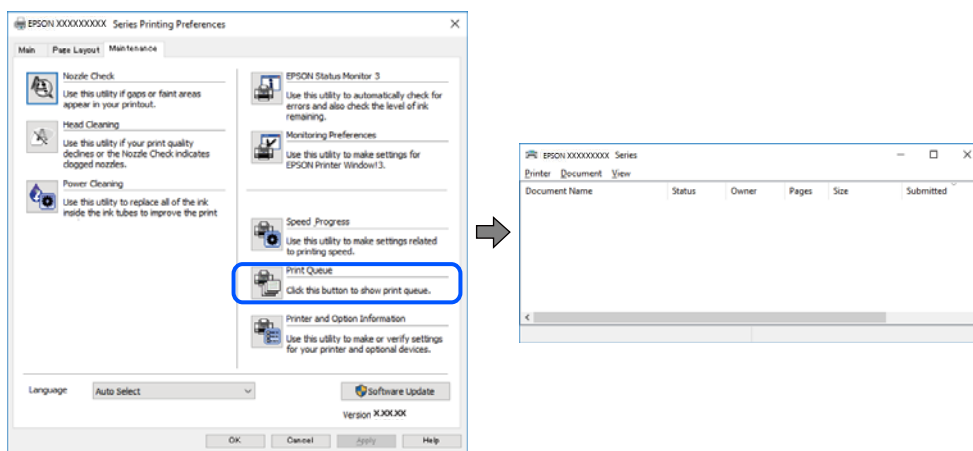 EPSON XXXXXXXXX Series Printing Preferences
Main Page Layout Maintenance
Nozzle Check
Use this utility if gaps or faint areas
appear in your printout.
Head Cleaning
Use this utility if your print quality
declines or the Nozzle Check indicates
clogged nozzles.
Power Cleaning
Use this utility to replace all of the ink
inside the ink tubes to improve the print
EPSON Status Monitor 3
Use this utility to automatically check for
errors and also check the level of ink
remaining.
Monitoring Preferences
Use this utility to make settings for
EPSON Printer Window!3.
Speed Progress
Use this utility to make settings related
to printing speed.
Print Queue
Click this button to show print queue.
Printer and Option Information
Use this utility to make or verify settings
for your printer and optional devices.
Language Auto Select
Software Update
Version X.XX.XX
OK Cancel Apply Help
EPSON XXXXXXXXX Series
Printer Document View
Document Name Status Owner Pages Size Submitted